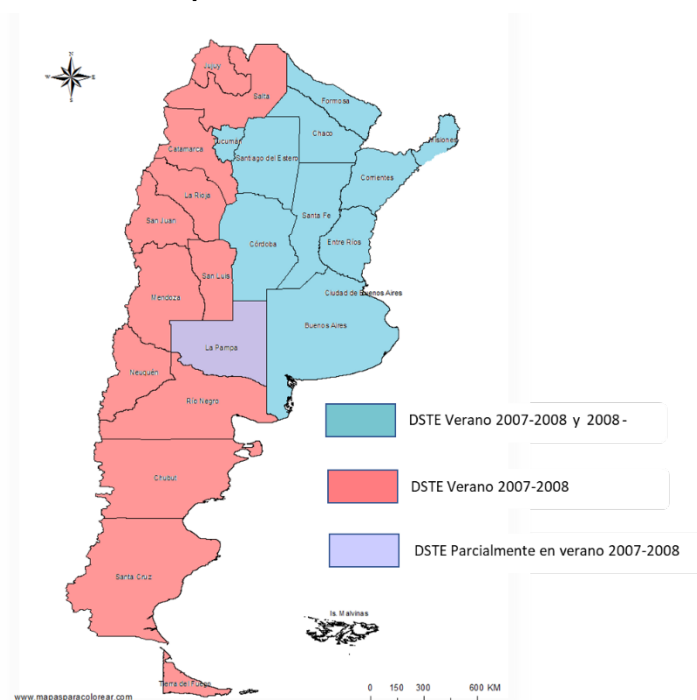 N
W
E
S
Jujuy
Salta
Formosa
Chaco
Misiones
Catamarca
Tucumán
Santiago del Estero
Corrientes
La Rioja
Santa Fe
San Juan
Córdoba
Entre Ríos
San Luis
Mendoza
Ciudad de Buenos Aires
Buenos Aires
La Pampa
Neuquén
Río Negro
DSTE Verano 2007-2008 y 2008-
Chubut
DSTE Verano 2007-2008
DSTE Parcialmente en verano 2007-2008
Santa Cruz
Is. Malvinas
Tierra del Fuego
0 150 300 600 KM
www.mapasparacolorear.com